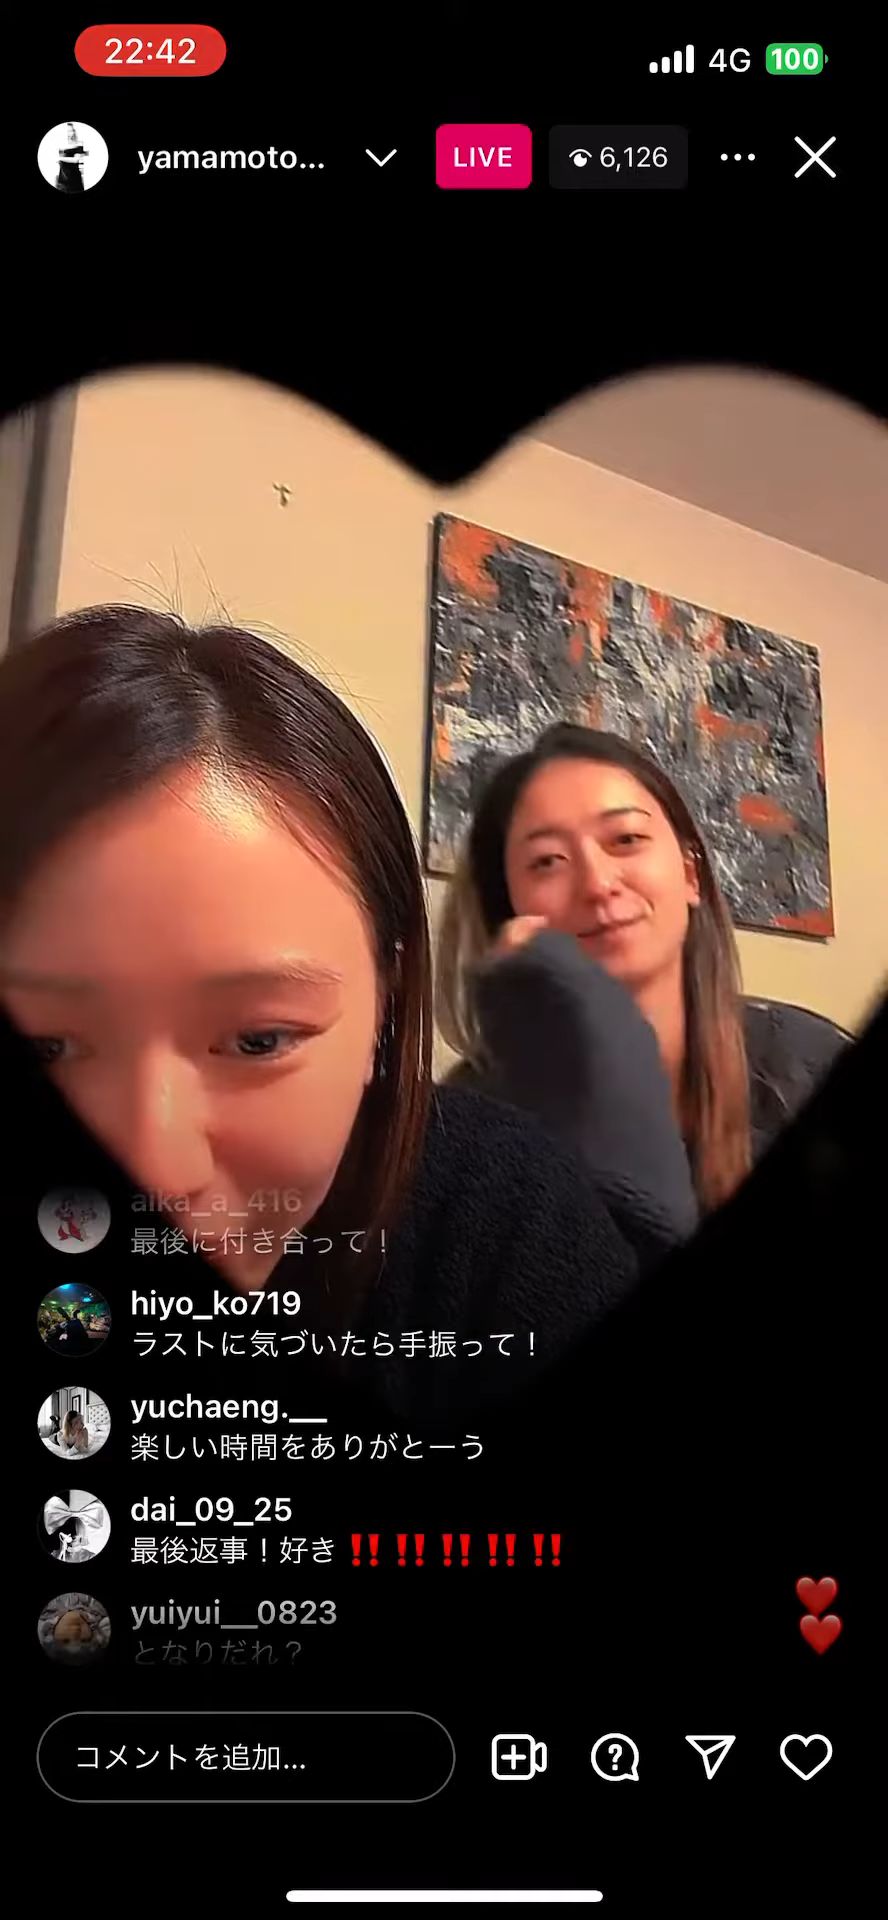 22:42
4G
100
yamamoto...
LIVE
6,126
aika_a_416
最後に付き合って！
hiyo_ko719
ラストに気づいたら手振って！
yuchaeng.__
楽しい時間をありがとーう
dai_09_25
最後返事！好き‼️‼️‼️‼️‼️
yuiyui__0823
となりだれ？
コメントを追加...